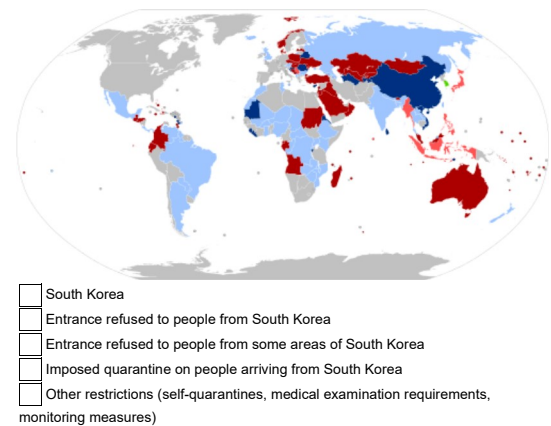 South Korea
Entrance refused to people from South Korea
Entrance refused to people from some areas of South Korea
Imposed quarantine on people arriving from South Korea
Other restrictions (self-quarantines, medical examination requirements,
monitoring measures)